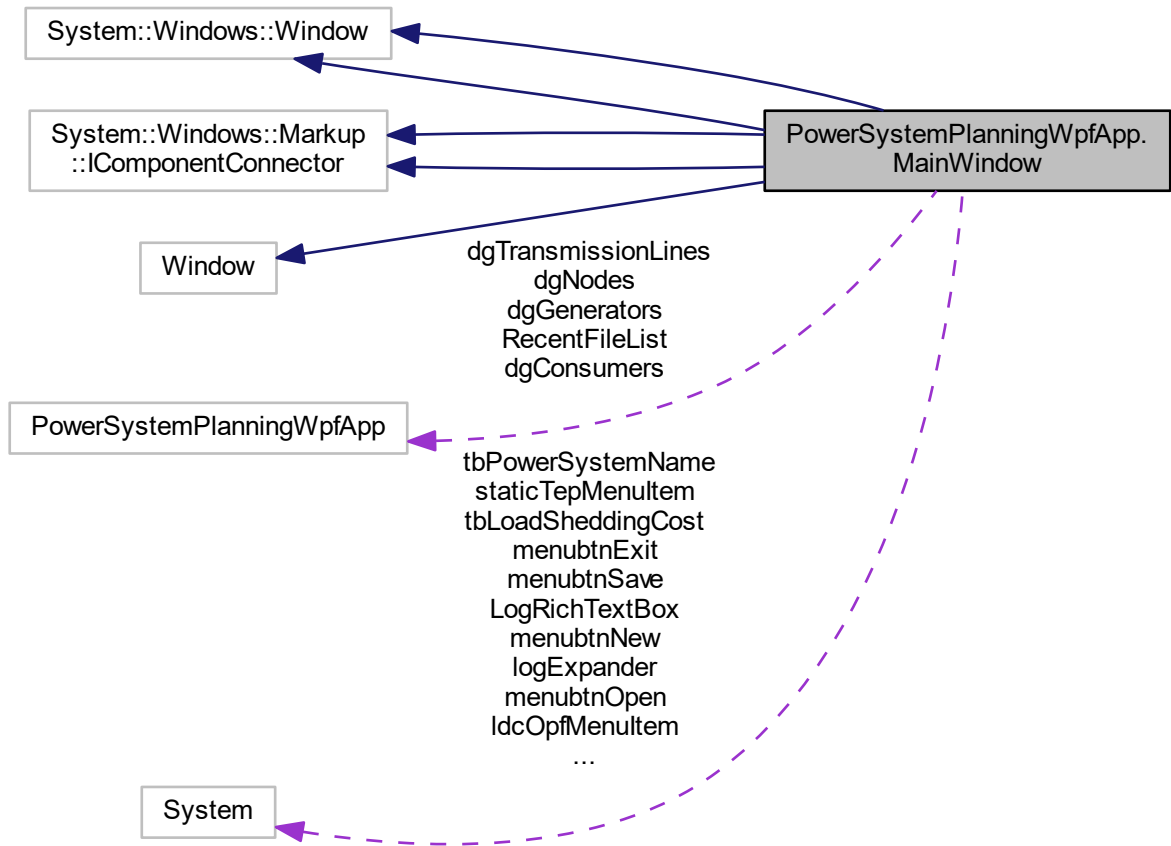 System::Windows::Window
System::Windows::Markup
::IComponentConnector
PowerSystemPlanningWpfApp.
MainWindow
Window
dgTransmissionLines
dgNodes
dgGenerators
RecentFileList
dgConsumers
PowerSystemPlanningWpfApp
tbPowerSystemName
staticTepMenuItem
tbLoadSheddingCost
menubtnExit
menubtnSave
LogRichTextBox
menubtnNew
logExpander
menubtnOpen
ldcOpfMenuItem
...
System